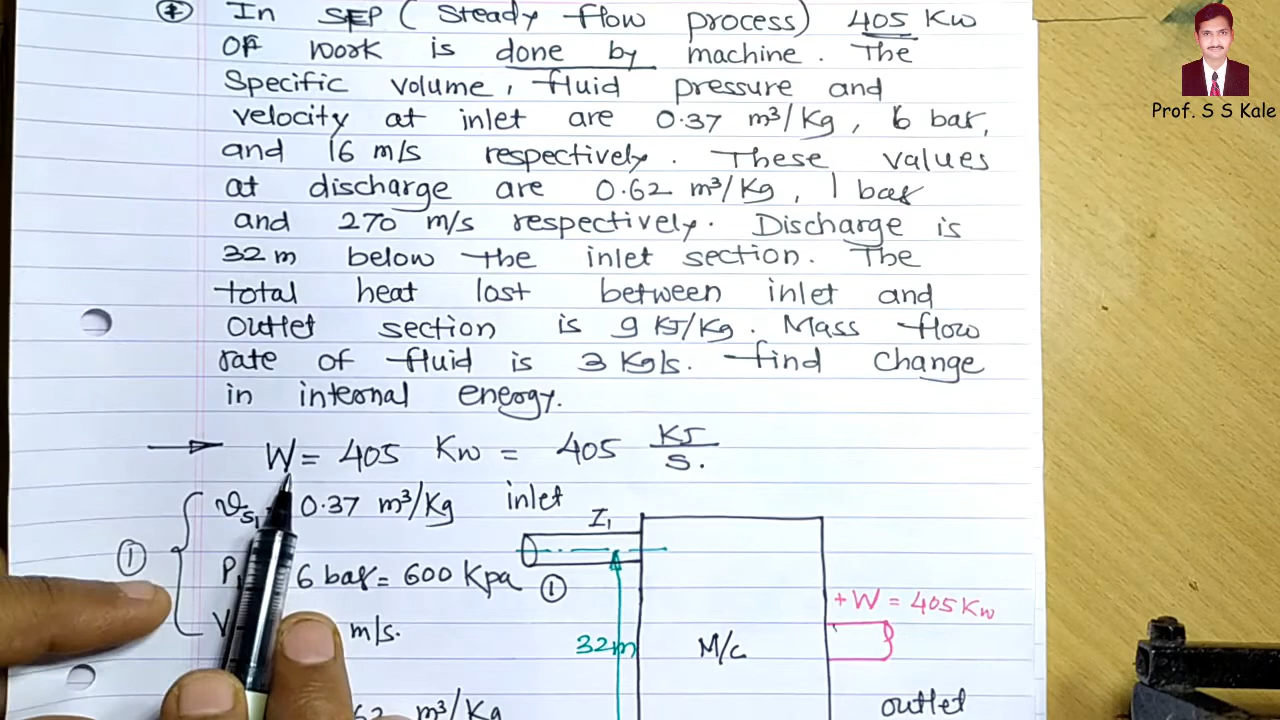 In SFP (Steady flow process) 405 Kw
OF work is done by machine. The
Specific volume, fluid pressure and
velocity at inlet are 0.37 m³/Kg, 6 bar,
and 16 m/s respectively. These values
at discharge are 0.62 m³/Kg, 1 bar
and 270 m/s respectively. Discharge is
32m below the inlet section. The
total heat lost between inlet and
outlet section is 9 KJ/Kg. Mass flow
rate of fluid is 3 Kg/s. find change
in internal energy.
→ W = 405 Kw = 405 KJ/S.
0.37 m³/Kg inlet
I₁
① P₁ 6 bar = 600 Kpa ①
+W = 405 Kw
V m/s.
32m
M/c
m³/Kg
outlet
Prof. S S Kale